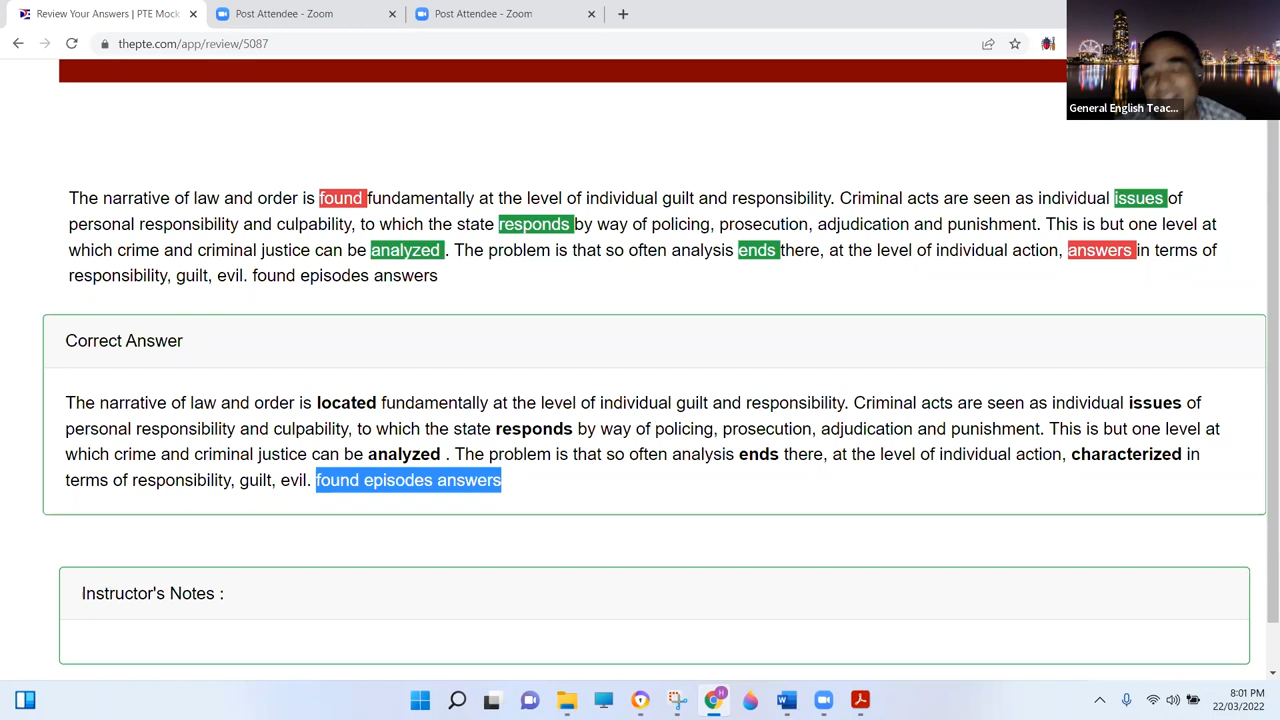 Review Your Answers | PTE Mock
Post Attendee - Zoom
Post Attendee - Zoom
thepte.com/app/review/5087
General English Teac...
The narrative of law and order is found fundamentally at the level of individual guilt and responsibility. Criminal acts are seen as individual issues of
personal responsibility and culpability, to which the state responds by way of policing, prosecution, adjudication and punishment. This is but one level at
which crime and criminal justice can be analyzed . The problem is that so often analysis ends there, at the level of individual action, answers in terms of
responsibility, guilt, evil. found episodes answers
Correct Answer
The narrative of law and order is located fundamentally at the level of individual guilt and responsibility. Criminal acts are seen as individual issues of
personal responsibility and culpability, to which the state responds by way of policing, prosecution, adjudication and punishment. This is but one level at
which crime and criminal justice can be analyzed . The problem is that so often analysis ends there, at the level of individual action, characterized in
terms of responsibility, guilt, evil. found episodes answers
Instructor's Notes :
8:01 PM
22/03/2022